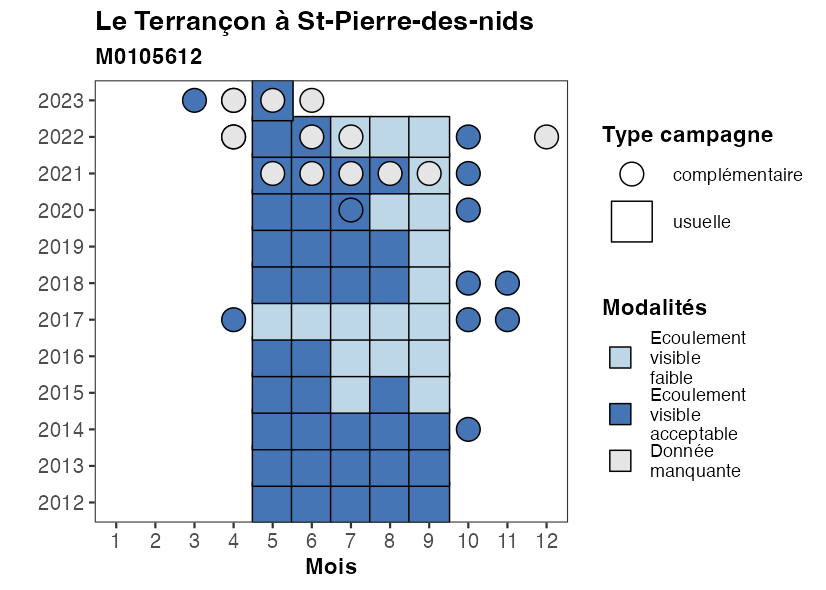 Le Terrançon à St-Pierre-des-nids
M0105612
2023
2022
2021
2020
2019
2018
2017
2016
2015
2014
2013
2012
1 2 3 4 5 6 7 8 9 10 11 12
Mois
Type campagne
complémentaire
usuelle
Modalités
Ecoulement
visible
faible
Ecoulement
visible
acceptable
Donnée
manquante